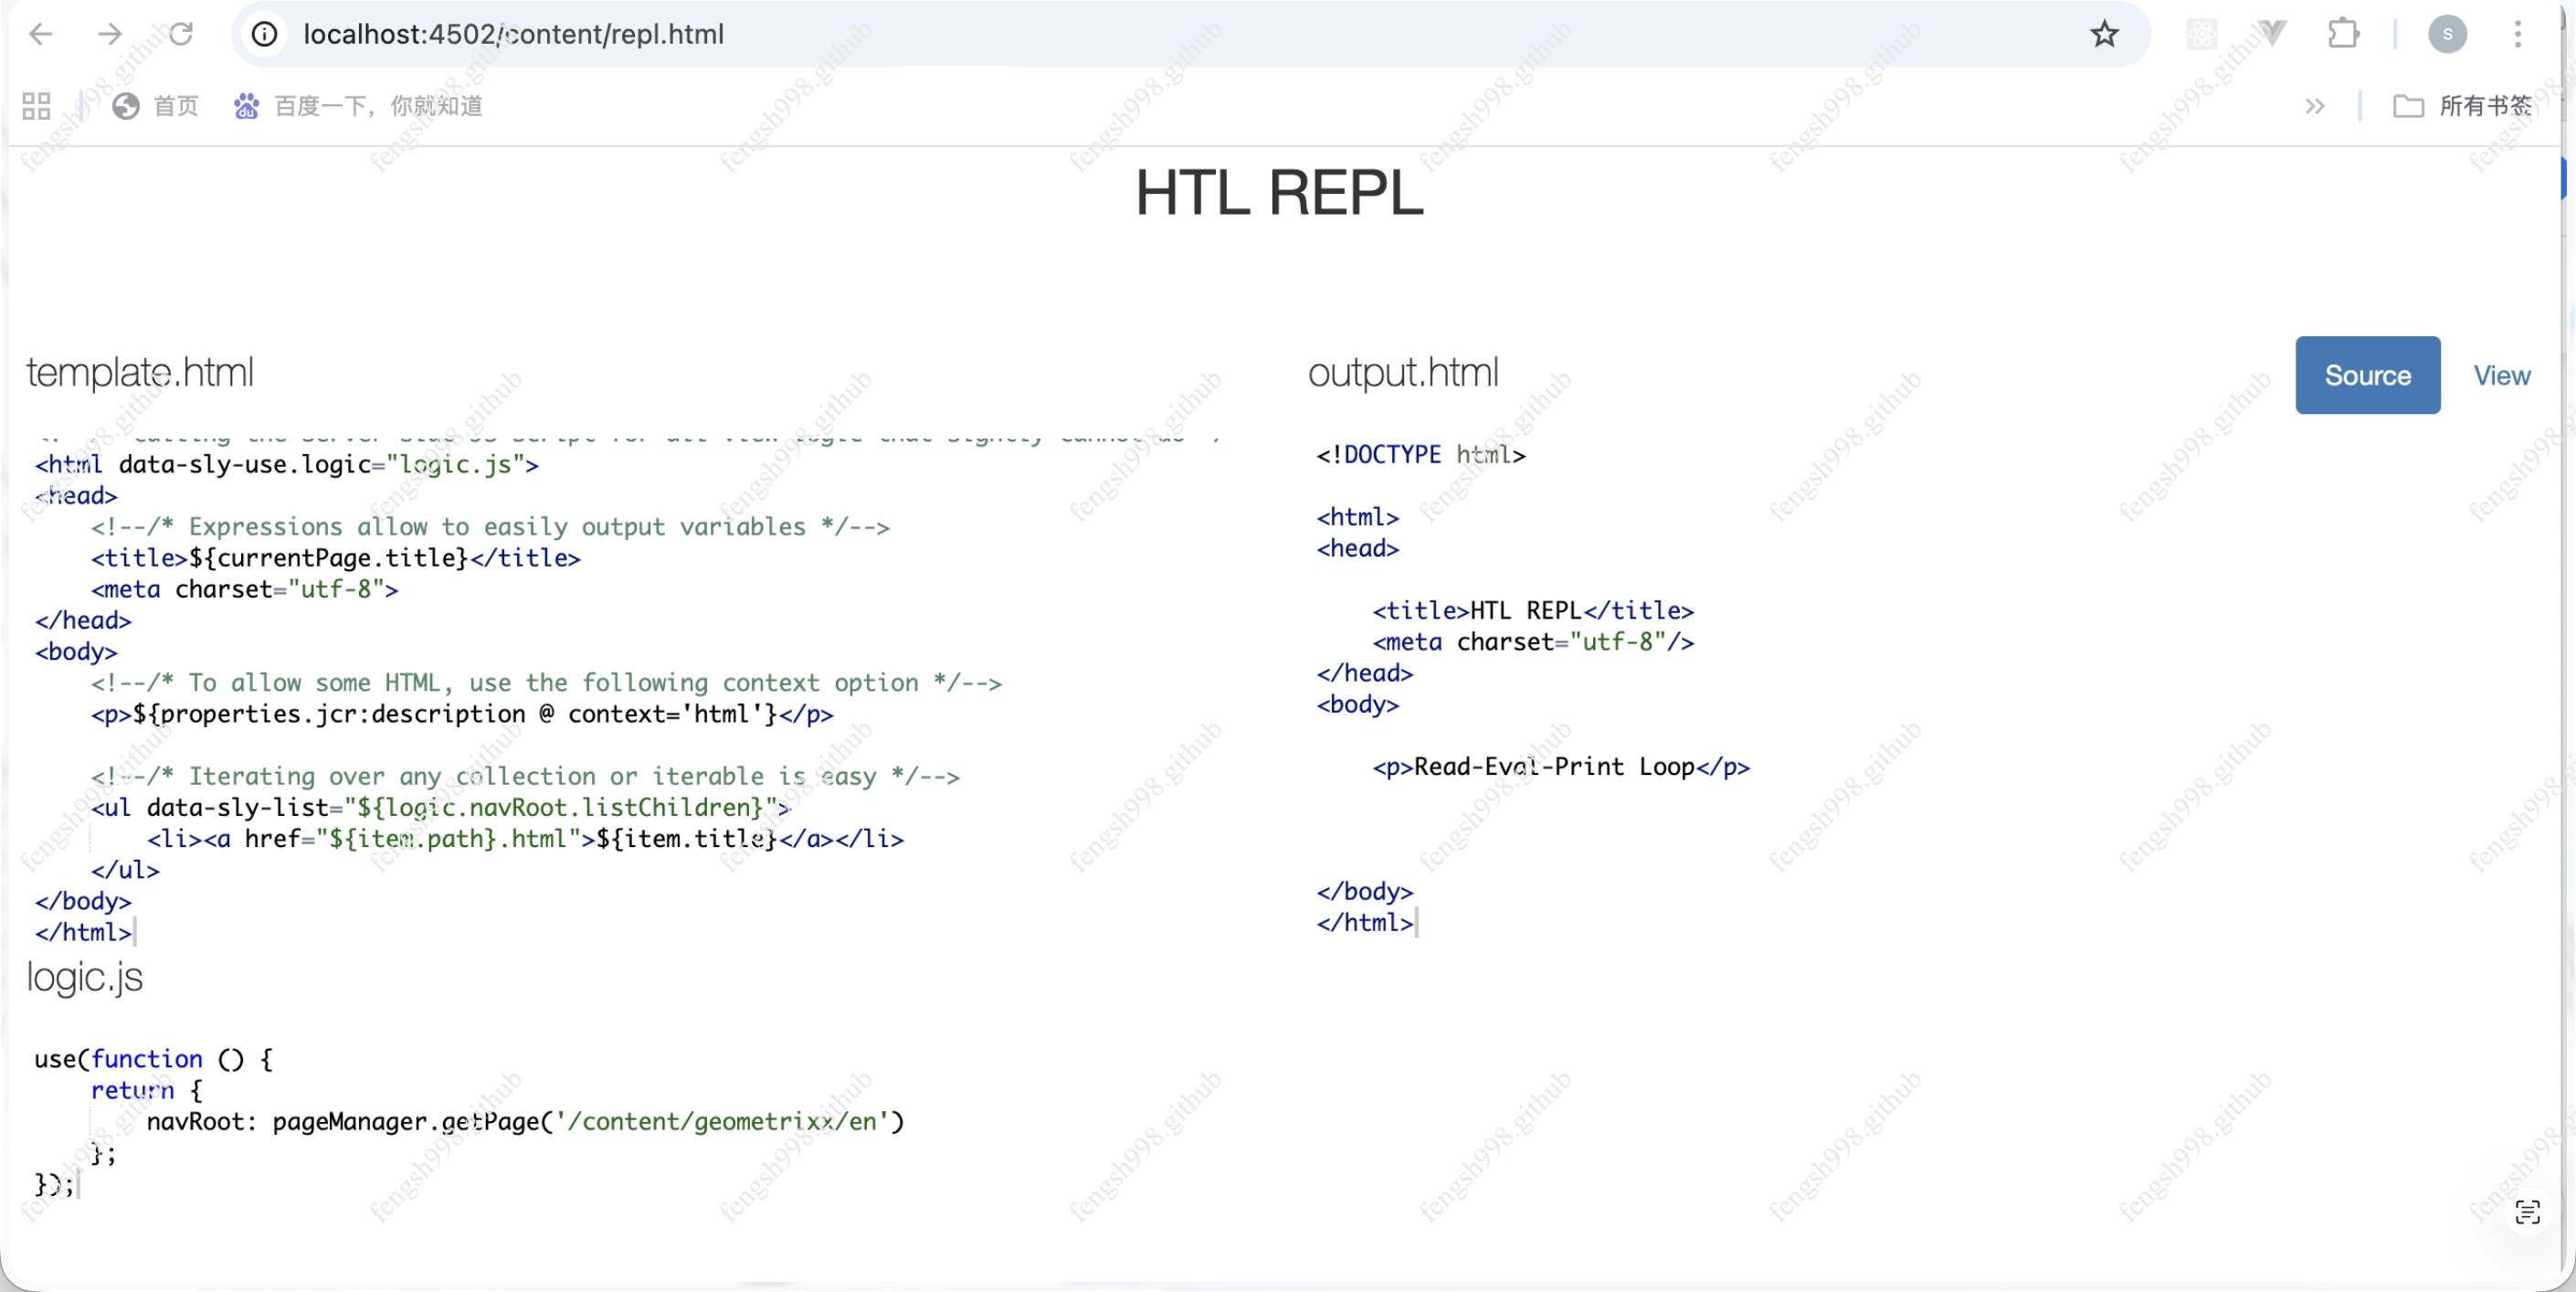 localhost:4502/content/repl.html
S
首页
百度一下，你就知道
所有书签
HTL REPL
template.html
<html data-sly-use.logic="logic.js">
<head>
    <!--/* Expressions allow to easily output variables */-->
    <title>${currentPage.title}</title>
    <meta charset="utf-8">
</head>
<body>
    <!--/* To allow some HTML, use the following context option */-->
    <p>${properties.jcr:description @ context='html'}</p>
    <!--/* Iterating over any collection or iterable is easy */-->
    <ul data-sly-list="${logic.navRoot.listChildren}">
        <li><a href="${item.path}.html">${item.title}</a></li>
    </ul>
</body>
</html>
logic.js
use(function () {
    return {
        navRoot: pageManager.getPage('/content/geometrixx/en')
    };
});
output.html
Source
View
<!DOCTYPE html>
<html>
<head>
    <title>HTL REPL</title>
    <meta charset="utf-8"/>
</head>
<body>
    <p>Read-Eval-Print Loop</p>
</body>
</html>
fengsh998.github